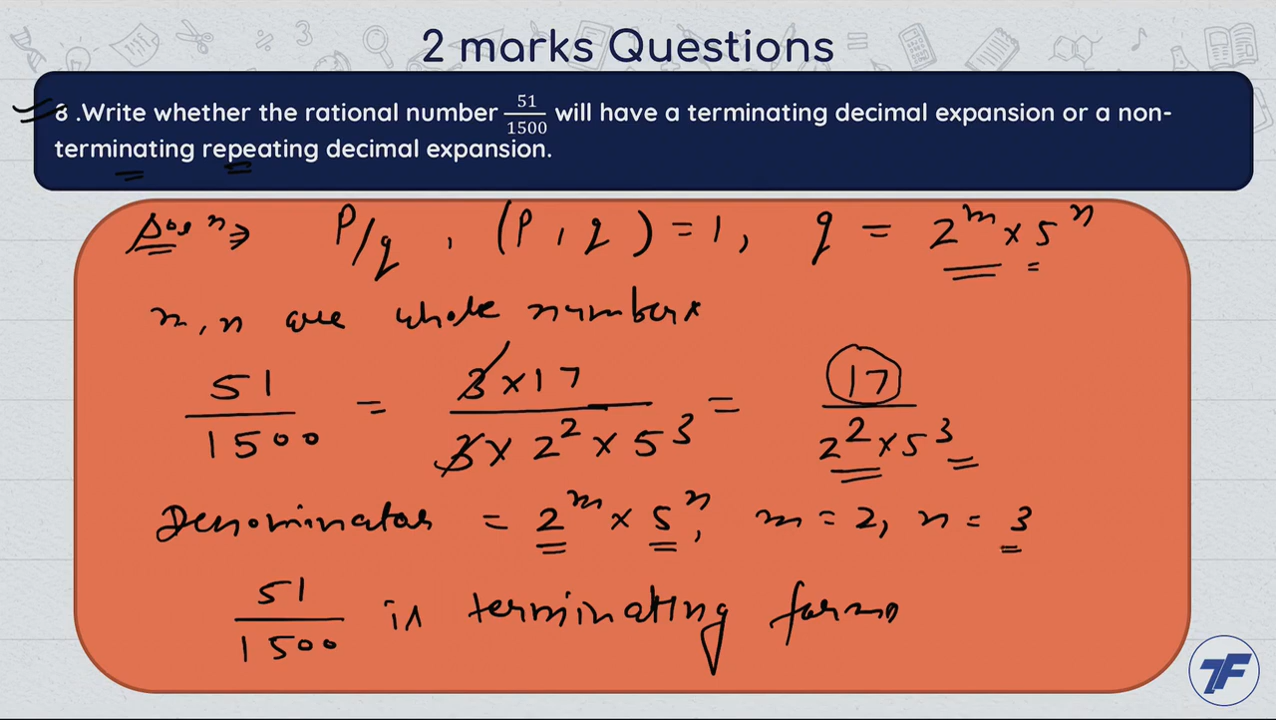 2 marks Questions
8 .Write whether the rational number 51/1500 will have a terminating decimal expansion or a non-
terminating repeating decimal expansion.
Solⁿ ⇒ P/q , (P, q) = 1, q = 2^m × 5^n
m, n are whole numbers
51/1500 = 3×17/3×2²×5³ = 17/2²×5³
Denominator = 2^m × 5^n, m = 2, n = 3
51/1500 is terminating form
TF